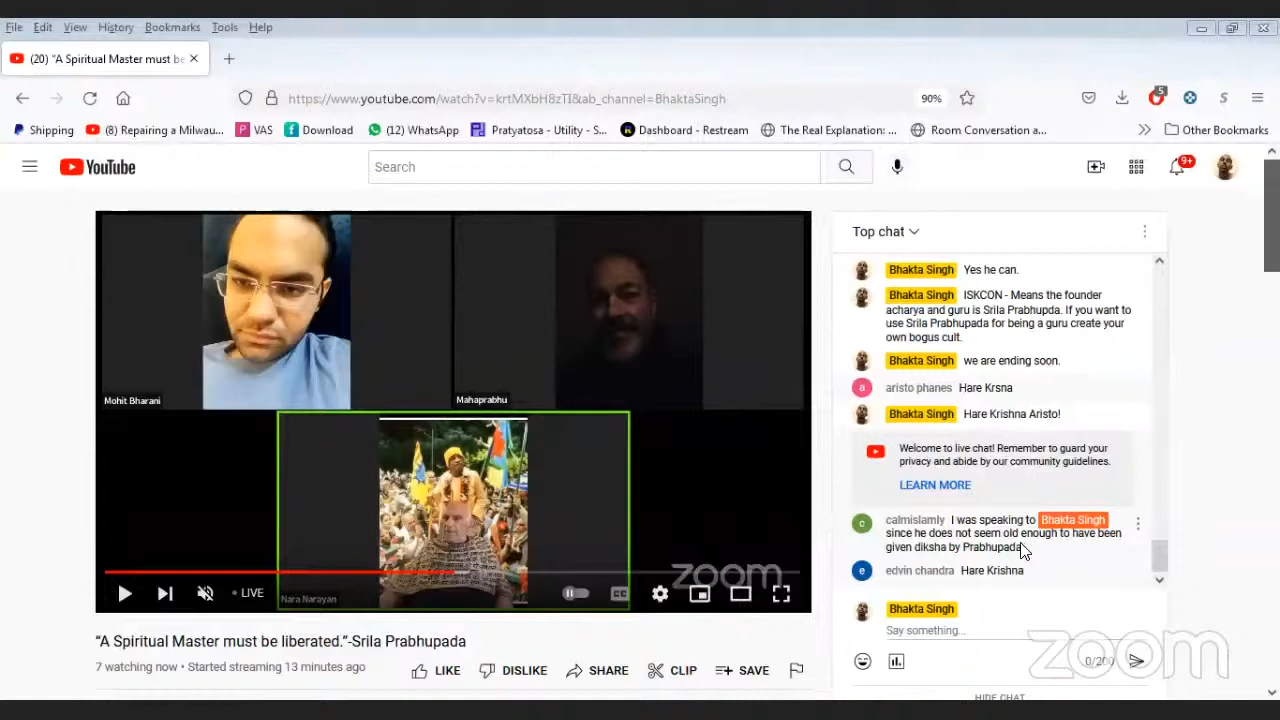 File Edit View History Bookmarks Tools Help
(20) "A Spiritual Master must be
https://www.youtube.com/watch?v=krtMXbH8zTI&ab_channel=BhaktaSingh
90%
5
S
Shipping
(8) Repairing a Milwau...
VAS
Download
(12) WhatsApp
Pratyatosa - Utility - S...
Dashboard - Restream
The Real Explanation: ...
Room Conversation a...
Other Bookmarks
YouTube
Search
9+
Top chat
Bhakta Singh Yes he can.
Bhakta Singh ISKCON - Means the founder
acharya and guru is Srila Prabhupda. If you want to
use Srila Prabhupada for being a guru create your
own bogus cult.
Bhakta Singh we are ending soon.
a aristo phanes Hare Krsna
Bhakta Singh Hare Krishna Aristo!
Welcome to live chat! Remember to guard your
privacy and abide by our community guidelines.
LEARN MORE
c calmislamly I was speaking to Bhakta Singh
since he does not seem old enough to have been
given diksha by Prabhupada
e edvin chandra Hare Krishna
Bhakta Singh
Say something...
0/200
HIDE CHAT
Mohit Bharani
Mahaprabhu
Nara Narayan
LIVE
CC
zoom
zoom
"A Spiritual Master must be liberated."-Srila Prabhupada
7 watching now • Started streaming 13 minutes ago
LIKE DISLIKE SHARE CLIP SAVE